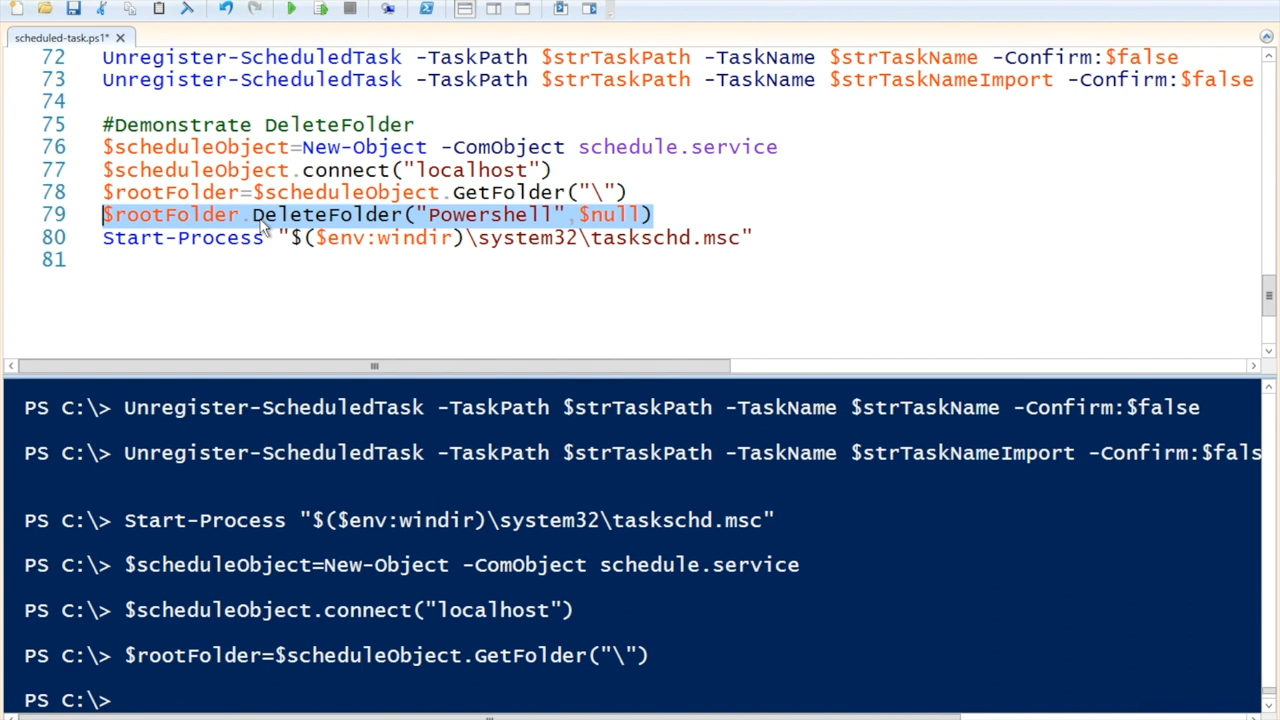 scheduled-task.ps1*
72 Unregister-ScheduledTask -TaskPath $strTaskPath -TaskName $strTaskName -Confirm:$false
73 Unregister-ScheduledTask -TaskPath $strTaskPath -TaskName $strTaskNameImport -Confirm:$false
74
75 #Demonstrate DeleteFolder
76 $scheduleObject=New-Object -ComObject schedule.service
77 $scheduleObject.connect("localhost")
78 $rootFolder=$scheduleObject.GetFolder("\")
79 $rootFolder.DeleteFolder("Powershell",$null)
80 Start-Process "$($env:windir)\system32\taskschd.msc"
81
PS C:\> Unregister-ScheduledTask -TaskPath $strTaskPath -TaskName $strTaskName -Confirm:$false
PS C:\> Unregister-ScheduledTask -TaskPath $strTaskPath -TaskName $strTaskNameImport -Confirm:$fals
PS C:\> Start-Process "$($env:windir)\system32\taskschd.msc"
PS C:\> $scheduleObject=New-Object -ComObject schedule.service
PS C:\> $scheduleObject.connect("localhost")
PS C:\> $rootFolder=$scheduleObject.GetFolder("\")
PS C:\>